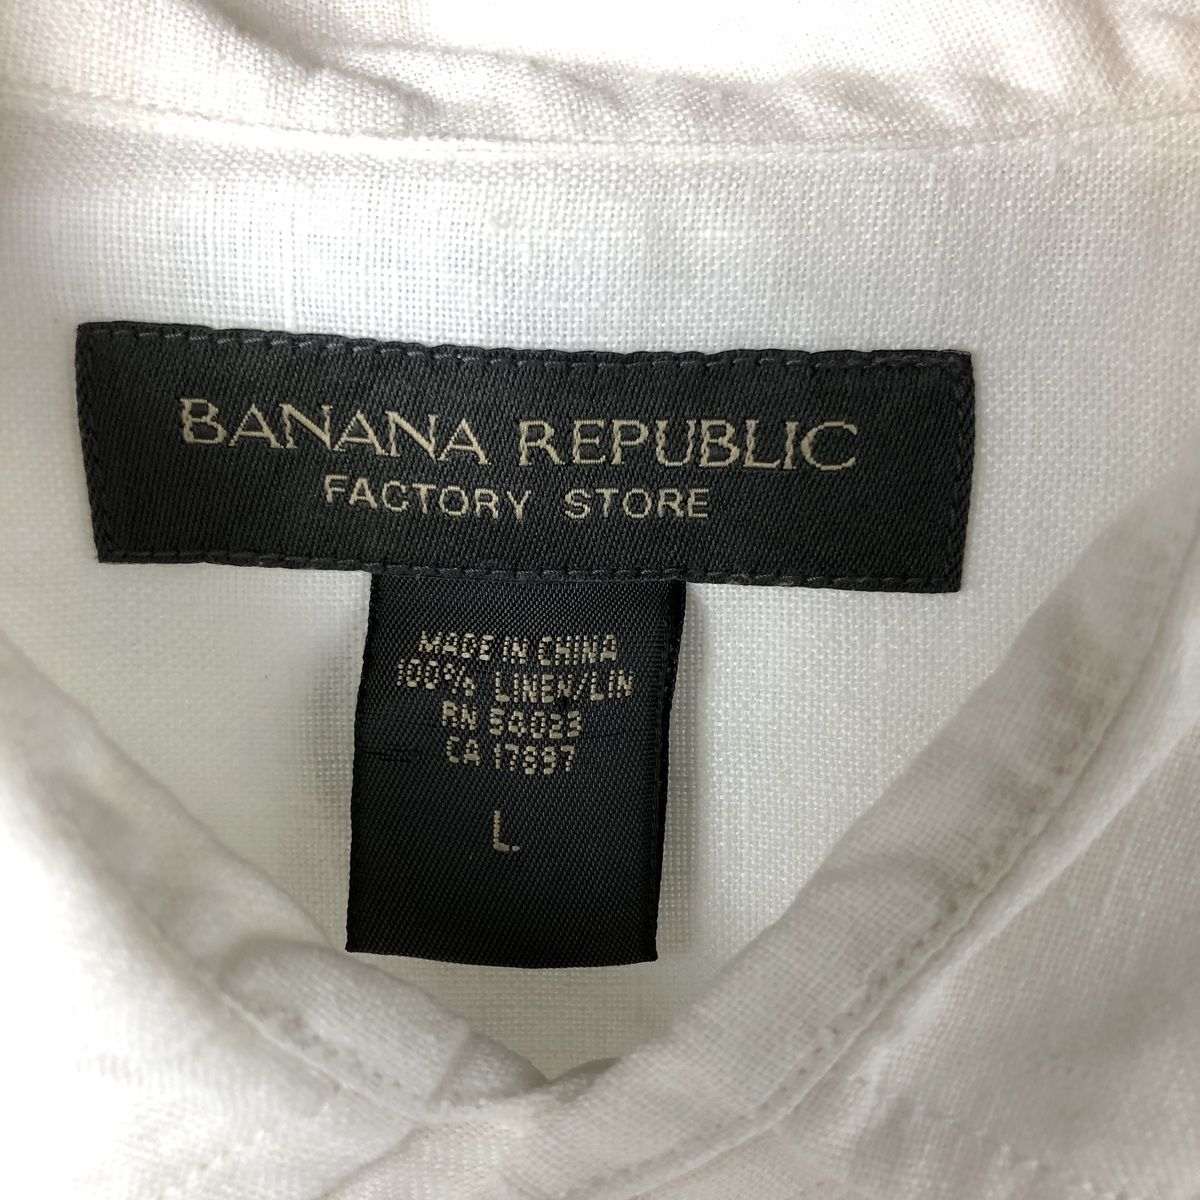 BANANA REPUBLIC
FACTORY STORE
MADE IN CHINA
100% LINEN/LIN
RN 54023
CA 17897
L